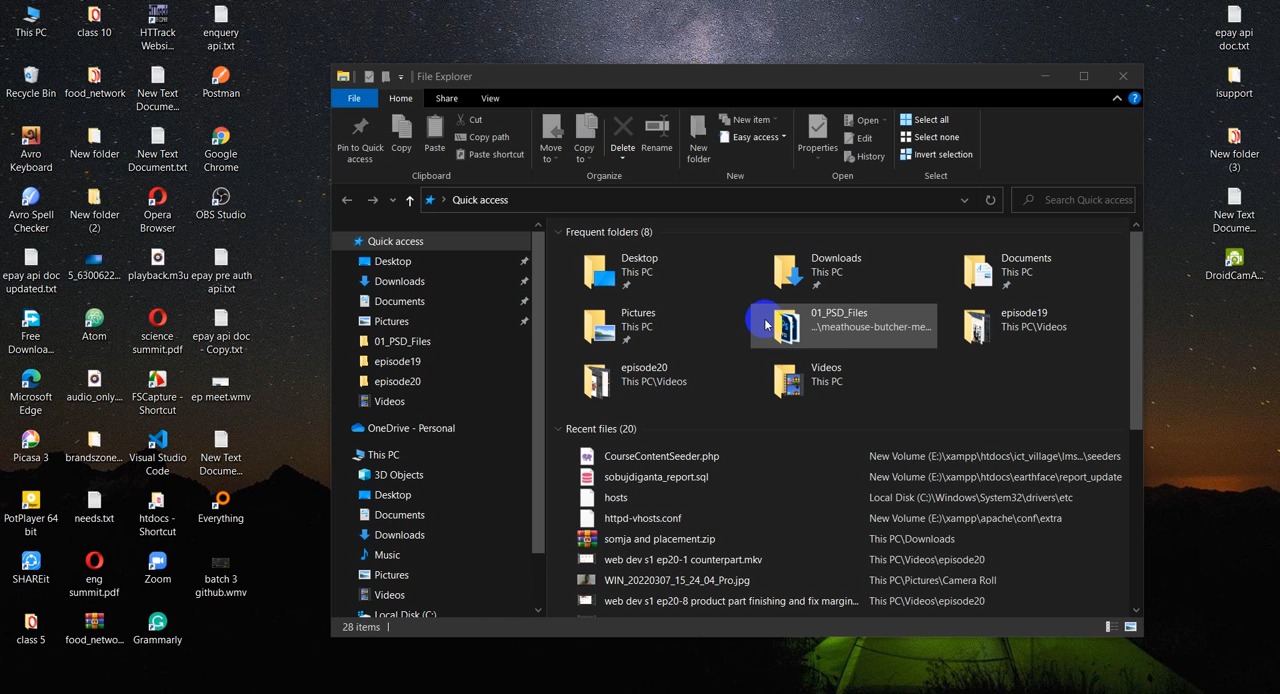 This PC
class 10
HTTrack
Websi...
enquery
api.txt
Recycle Bin
food_network
New Text
Docume...
Postman
Avro
Keyboard
New folder
New Text
Document.txt
Google
Chrome
Avro Spell
Checker
New folder
(2)
Opera
Browser
OBS Studio
epay api doc
updated.txt
5_6300622...
playback.m3u
epay pre auth
api.txt
Free
Downloa...
Atom
science
summit.pdf
epay api doc
- Copy.txt
Microsoft
Edge
audio_only....
FSCapture -
Shortcut
ep meet.wmv
Picasa 3
brandszone...
Visual Studio
Code
New Text
Docume...
PotPlayer 64
bit
needs.txt
htdocs -
Shortcut
Everything
SHAREit
eng
summit.pdf
Zoom
batch 3
github.wmv
class 5
food_netwo...
Grammarly
File Explorer
File
Home
Share
View
Pin to Quick
access
Copy
Paste
Cut
Copy path
Paste shortcut
Clipboard
Move
to
Copy
to
Delete
Rename
Organize
New
folder
New item
Easy access
New
Properties
Open
Edit
History
Open
Select all
Select none
Invert selection
Select
Quick access
Search Quick access
Quick access
Desktop
Downloads
Documents
Pictures
01_PSD_Files
episode19
episode20
Videos
OneDrive - Personal
This PC
3D Objects
Desktop
Documents
Downloads
Music
Pictures
Videos
Local Disk (C:)
Frequent folders (8)
Desktop
This PC
Downloads
This PC
Documents
This PC
Pictures
This PC
01_PSD_Files
...\meathouse-butcher-me...
episode19
This PC\Videos
episode20
This PC\Videos
Videos
This PC
Recent files (20)
CourseContentSeeder.php New Volume (E:)\xampp\htdocs\ict_village\lms...\seeders
sobujdiganta_report.sql New Volume (E:)\xampp\htdocs\earthface\report_update
hosts Local Disk (C:)\Windows\System32\drivers\etc
httpd-vhosts.conf New Volume (E:)\xampp\apache\conf\extra
somja and placement.zip This PC\Downloads
web dev s1 ep20-1 counterpart.mkv This PC\Videos\episode20
WIN_20220307_15_24_04_Pro.jpg This PC\Pictures\Camera Roll
web dev s1 ep20-8 product part finishing and fix margin... This PC\Videos\episode20
28 items
epay api
doc.txt
isupport
New folder
(3)
New Text
Docume...
DroidCamA...